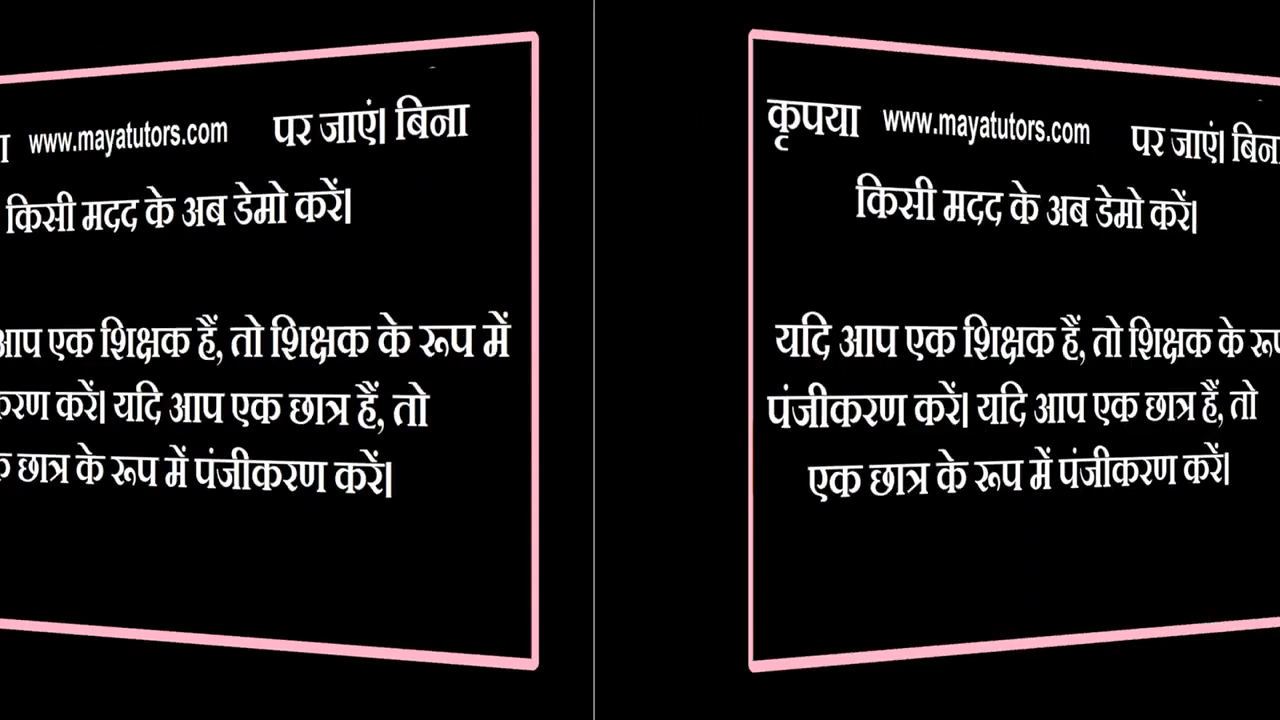 ा www.mayatutors.com पर जाएं। बिना
किसी मदद के अब डेमो करें।
आप एक शिक्षक हैं, तो शिक्षक के रूप में
करण करें। यदि आप एक छात्र हैं, तो
छात्र के रूप में पंजीकरण करें।
कृपया www.mayatutors.com पर जाएं। बिना
किसी मदद के अब डेमो करें।
यदि आप एक शिक्षक हैं, तो शिक्षक के रूप
पंजीकरण करें। यदि आप एक छात्र हैं, तो
एक छात्र के रूप में पंजीकरण करें।